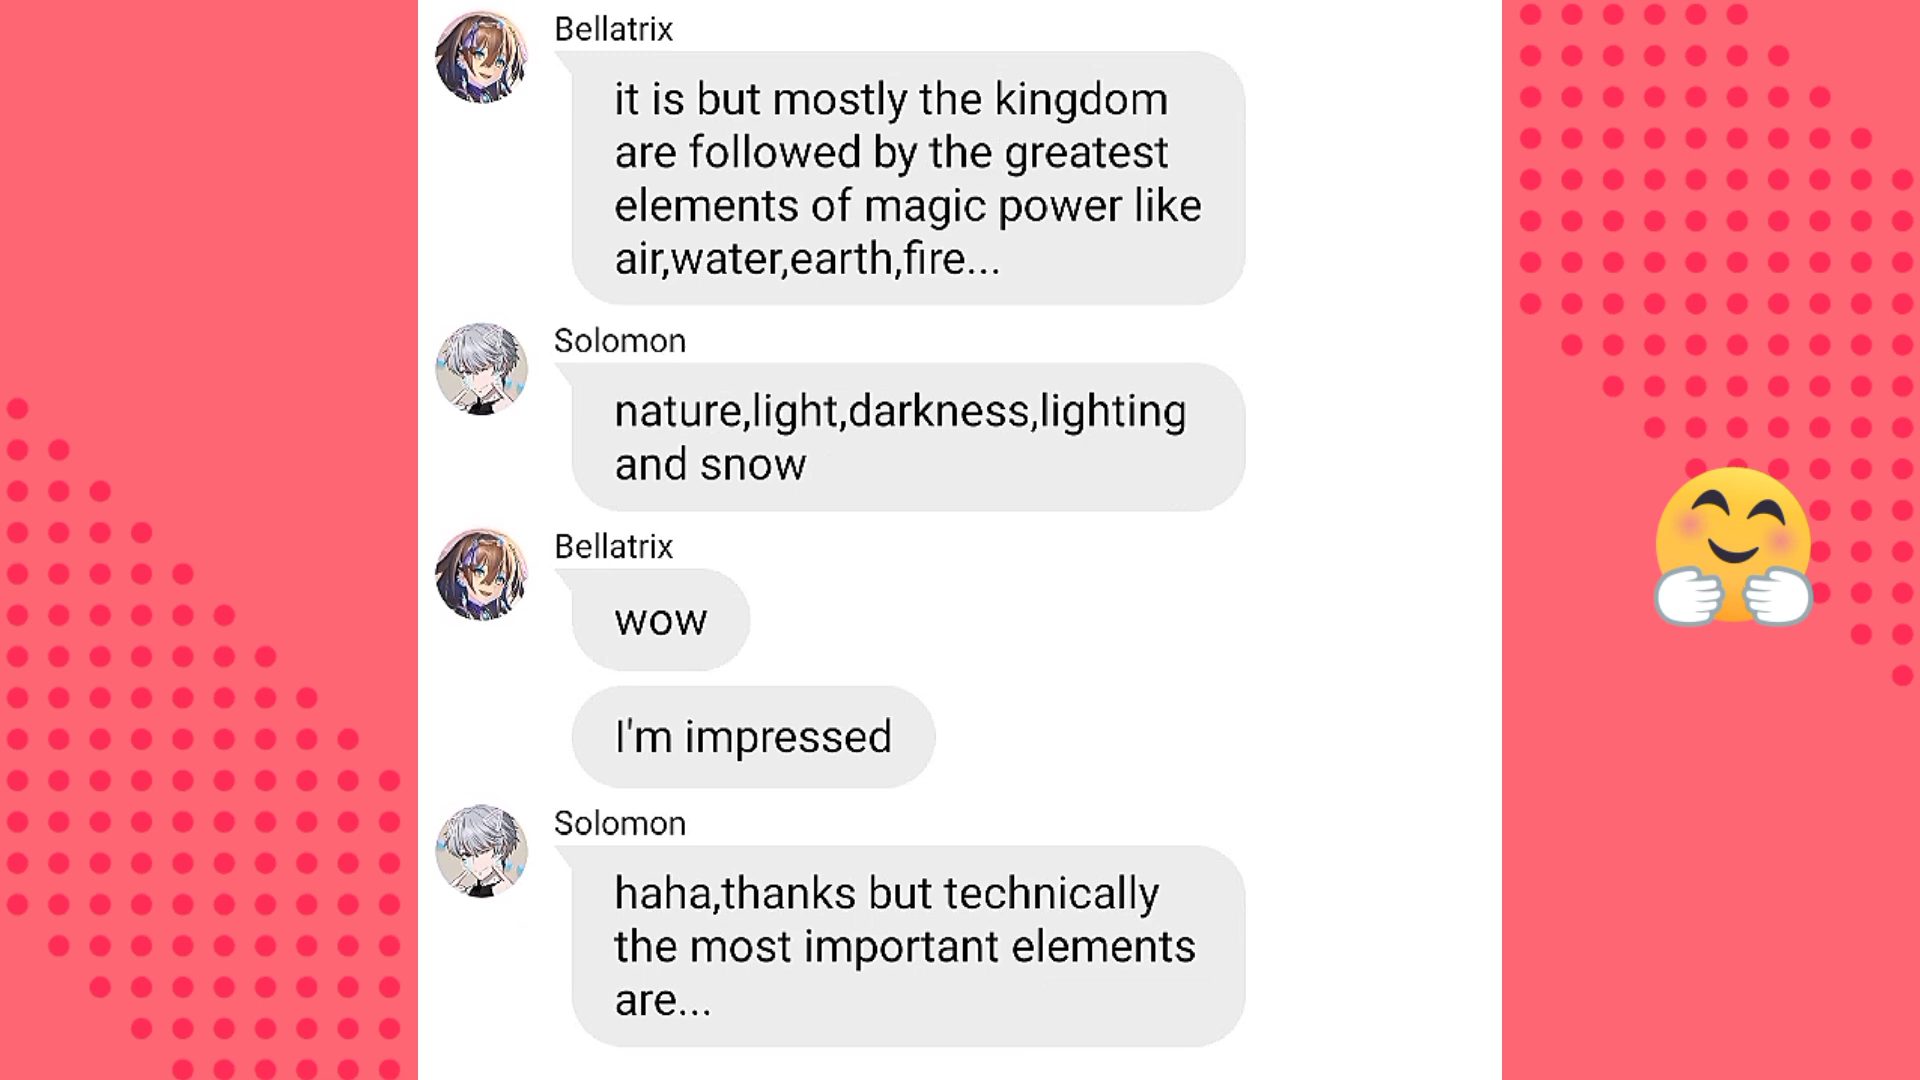 Bellatrix
it is but mostly the kingdom
are followed by the greatest
elements of magic power like
air,water,earth,fire...
Solomon
nature,light,darkness,lighting
and snow
Bellatrix
wow
I'm impressed
Solomon
haha,thanks but technically
the most important elements
are...